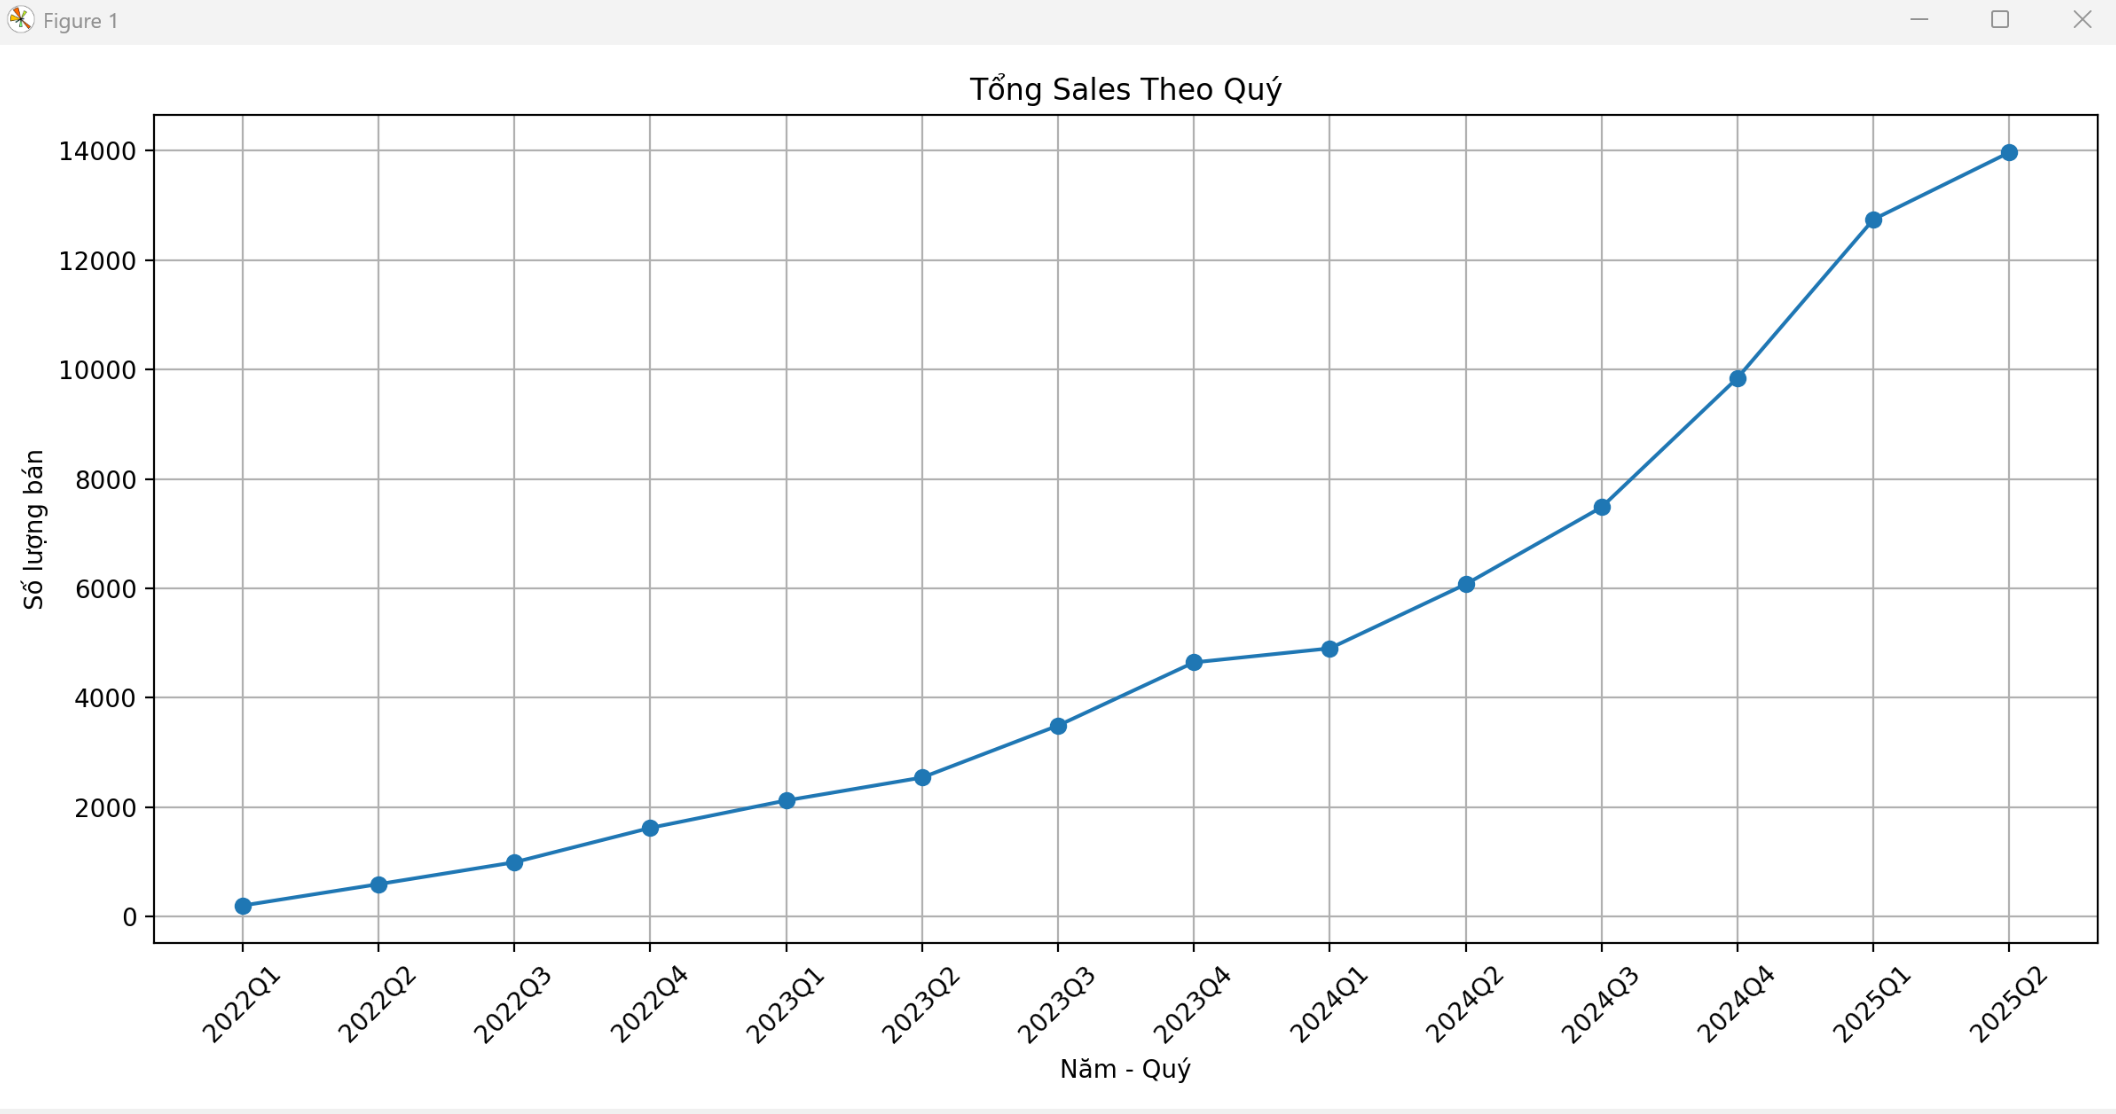 Figure 1
Tổng Sales Theo Quý
14000
12000
10000
8000
6000
4000
2000
0
Số lượng bán
2022Q1
2022Q2
2022Q3
2022Q4
2023Q1
2023Q2
2023Q3
2023Q4
2024Q1
2024Q2
2024Q3
2024Q4
2025Q1
2025Q2
Năm - Quý